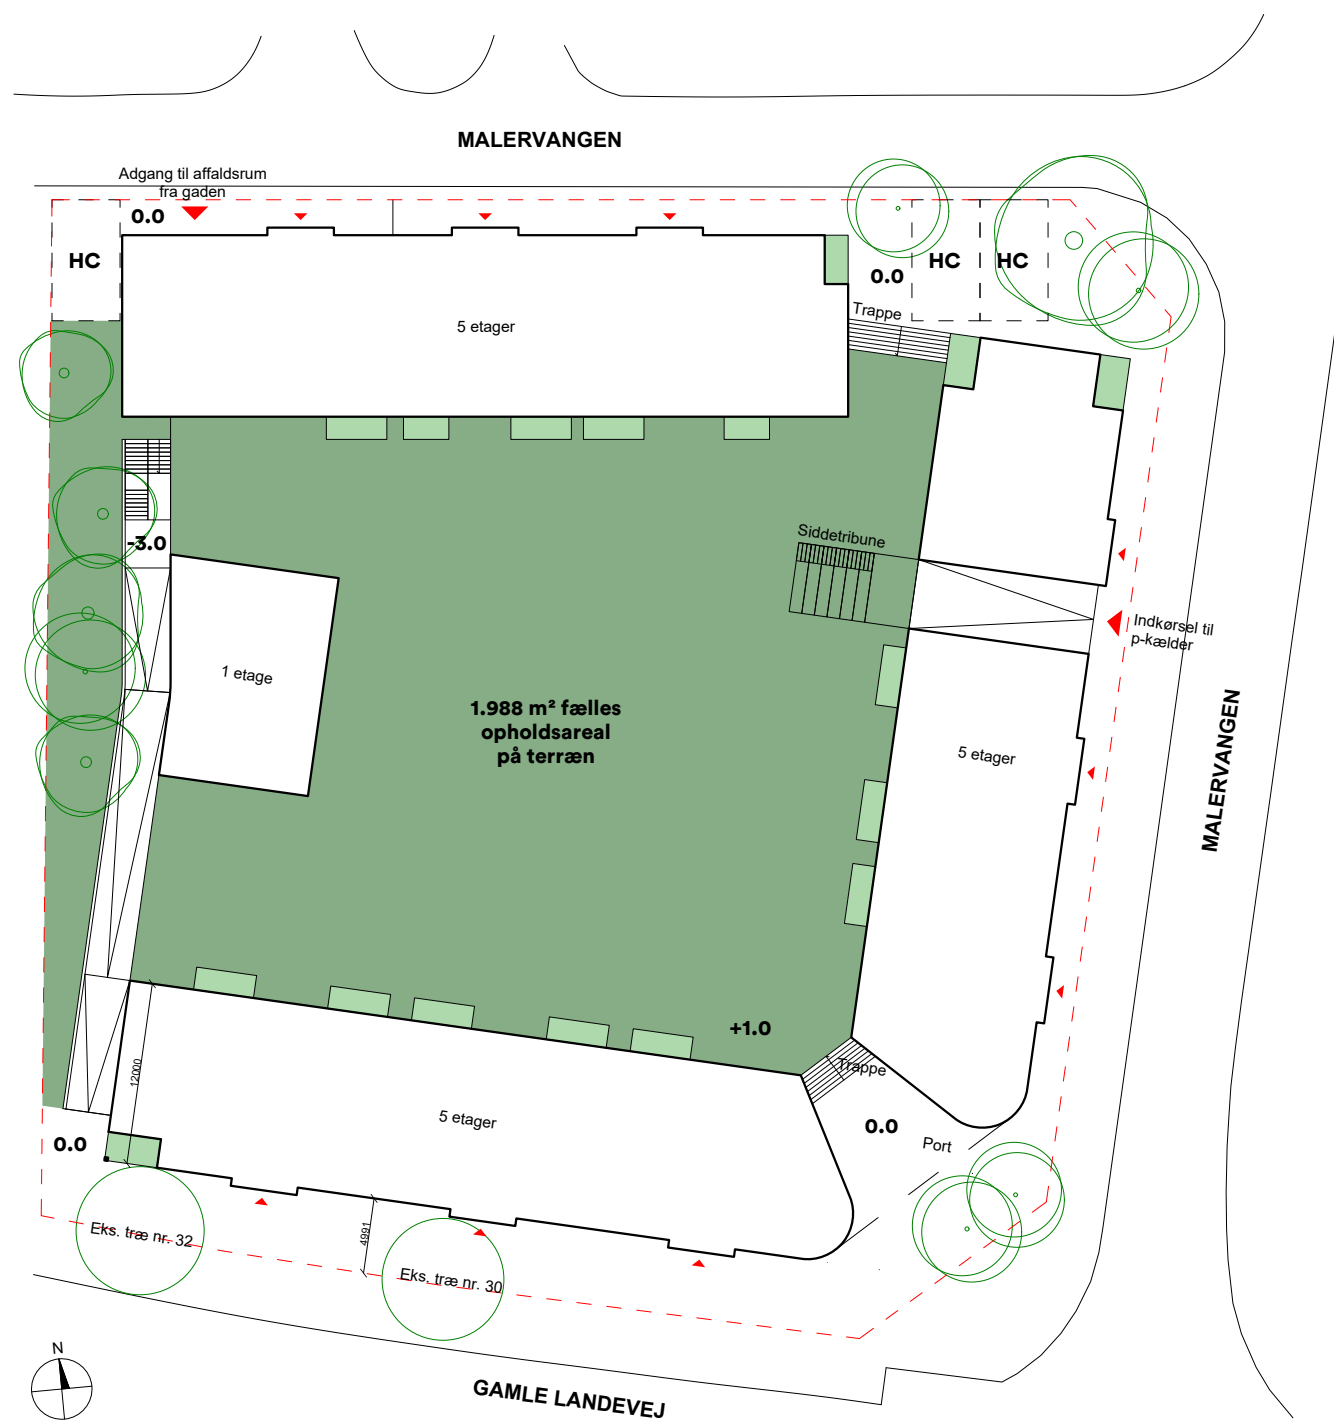 MALERVANGEN
Adgang til affaldsrum
fra gaden
0.0
HC
0.0
HC
HC
Trappe
5 etager
Siddetribune
-3.0
Indkørsel til
p-kælder
1 etage
1.988 m² fælles
opholdsareal
på terræn
5 etager
MALERVANGEN
+1.0
Trappe
12000
5 etager
0.0
Port
0.0
4991
Eks. træ nr. 32
Eks. træ nr. 30
N
GAMLE LANDEVEJ